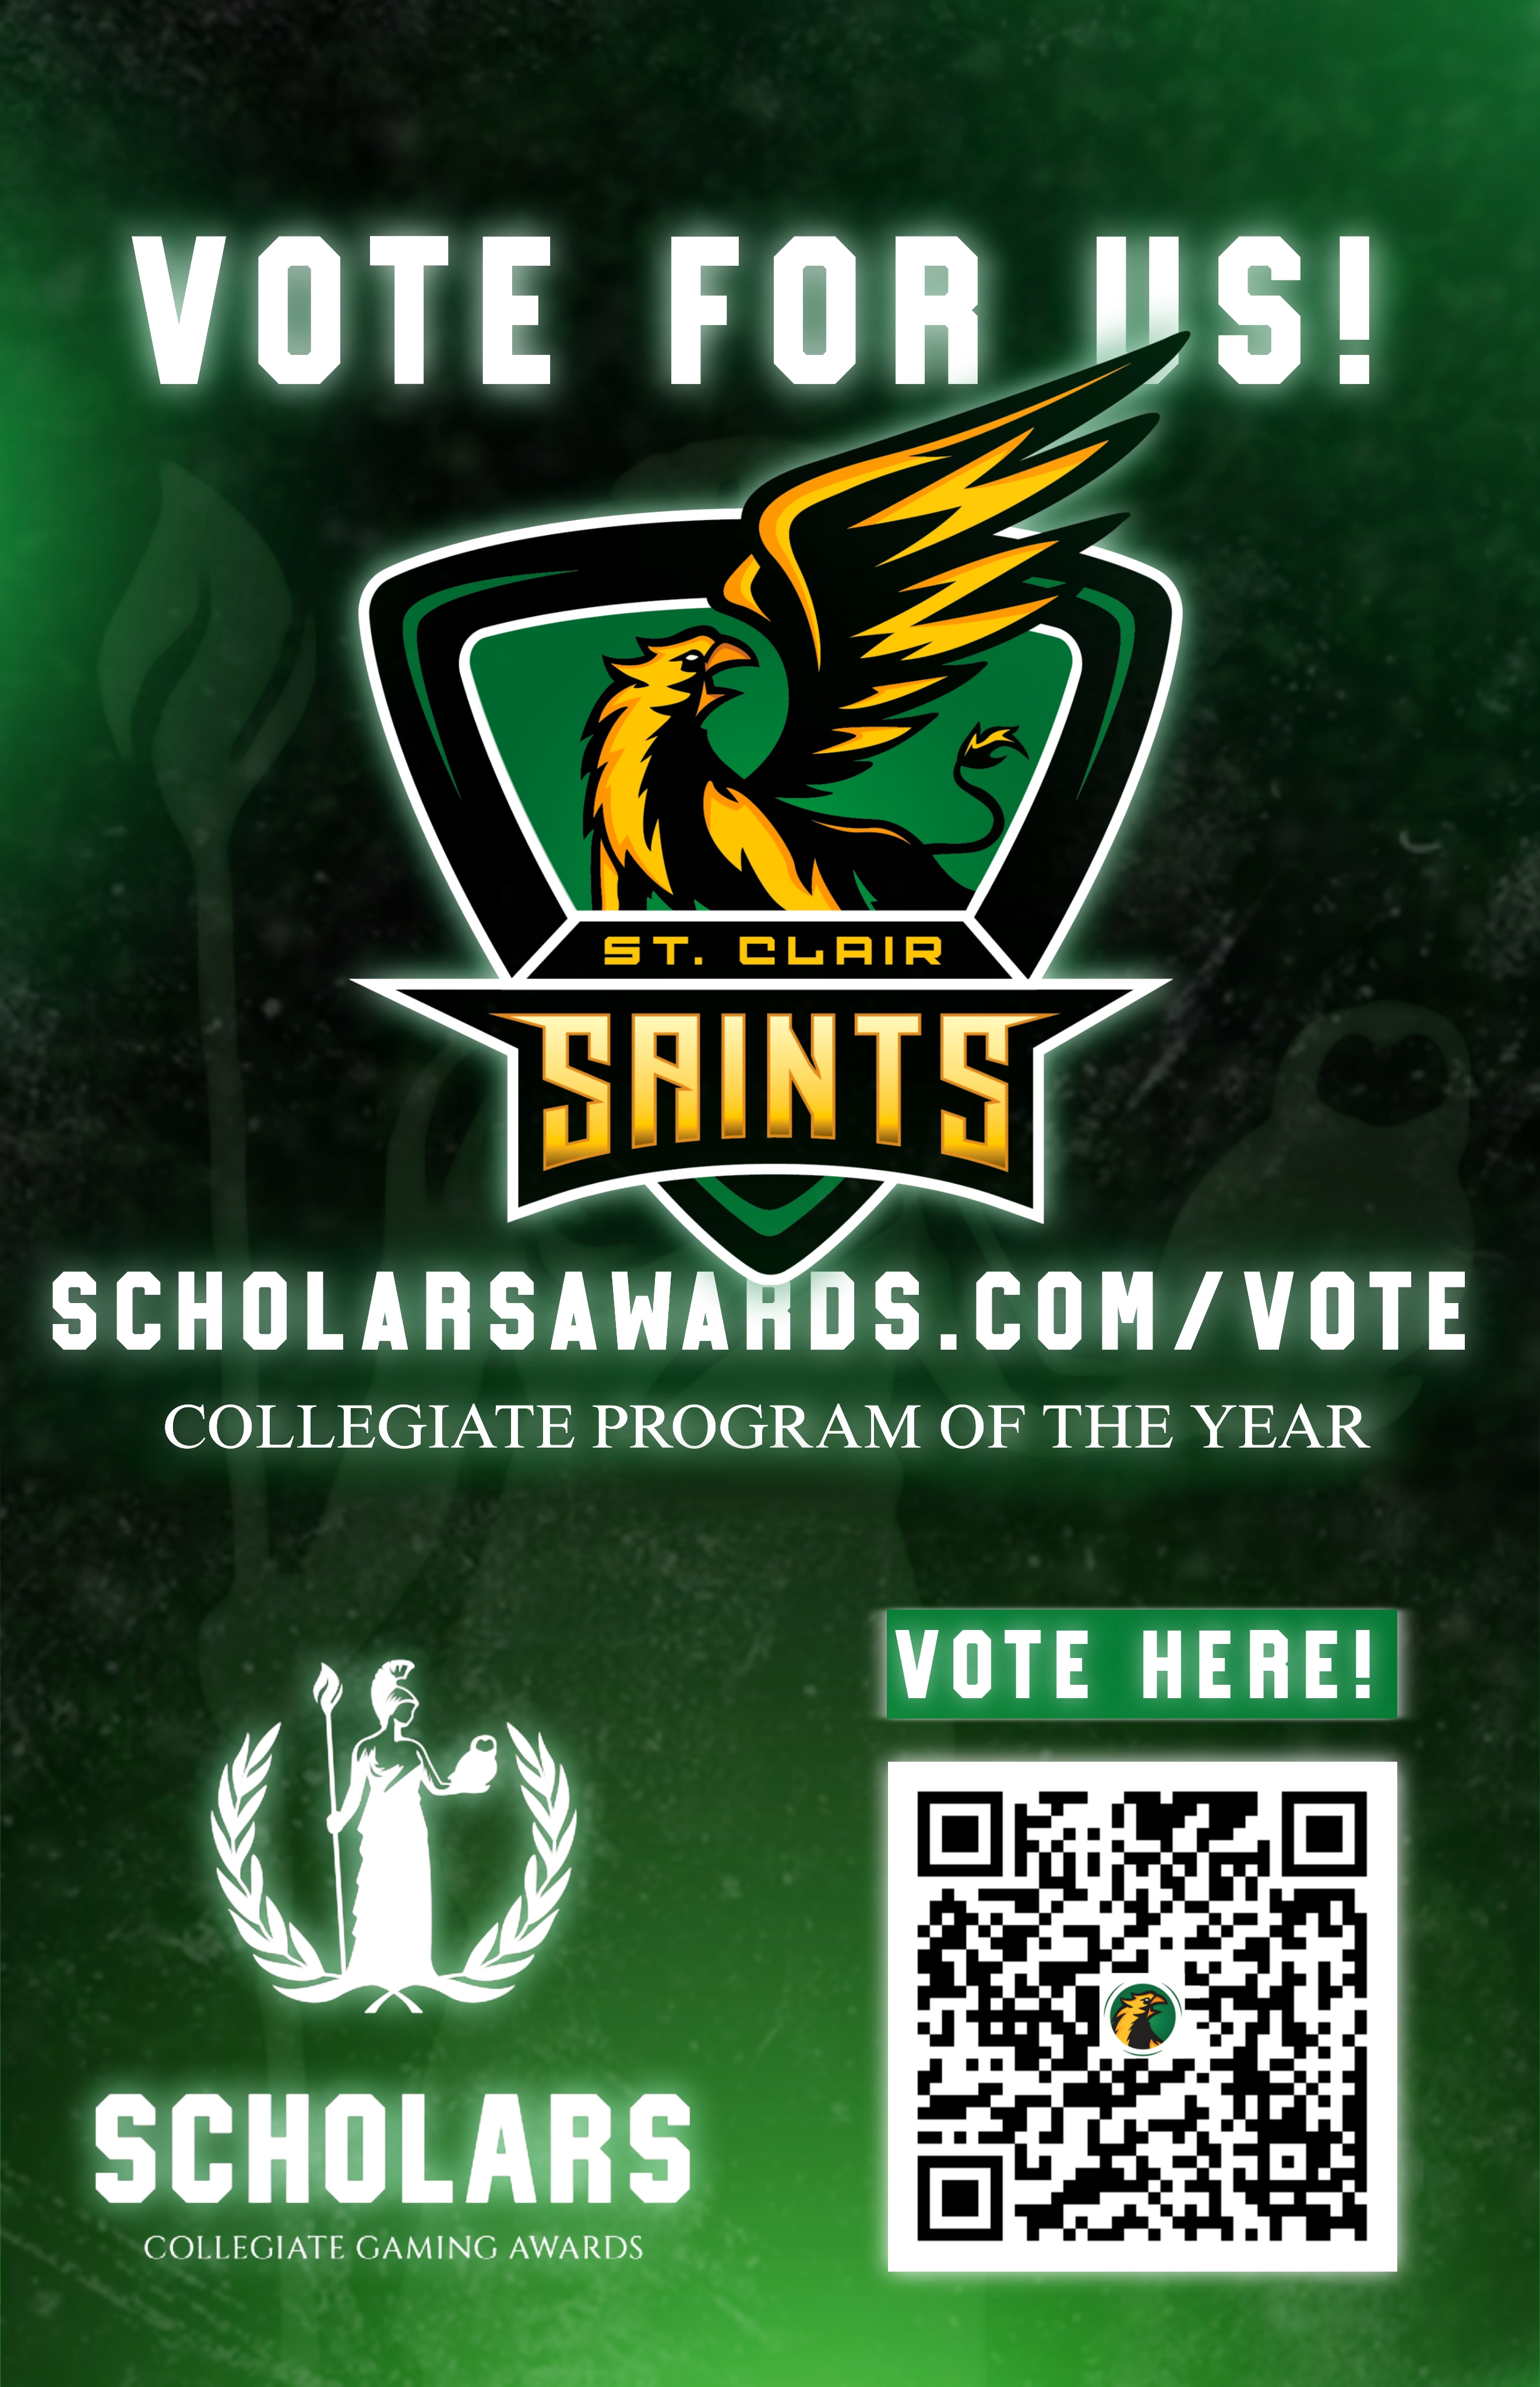 VOTE FOR US!
ST. CLAIR
SAINTS
SCHOLARSAWARDS.COM/VOTE
COLLEGIATE PROGRAM OF THE YEAR
VOTE HERE!
SCHOLARS
COLLEGIATE GAMING AWARDS